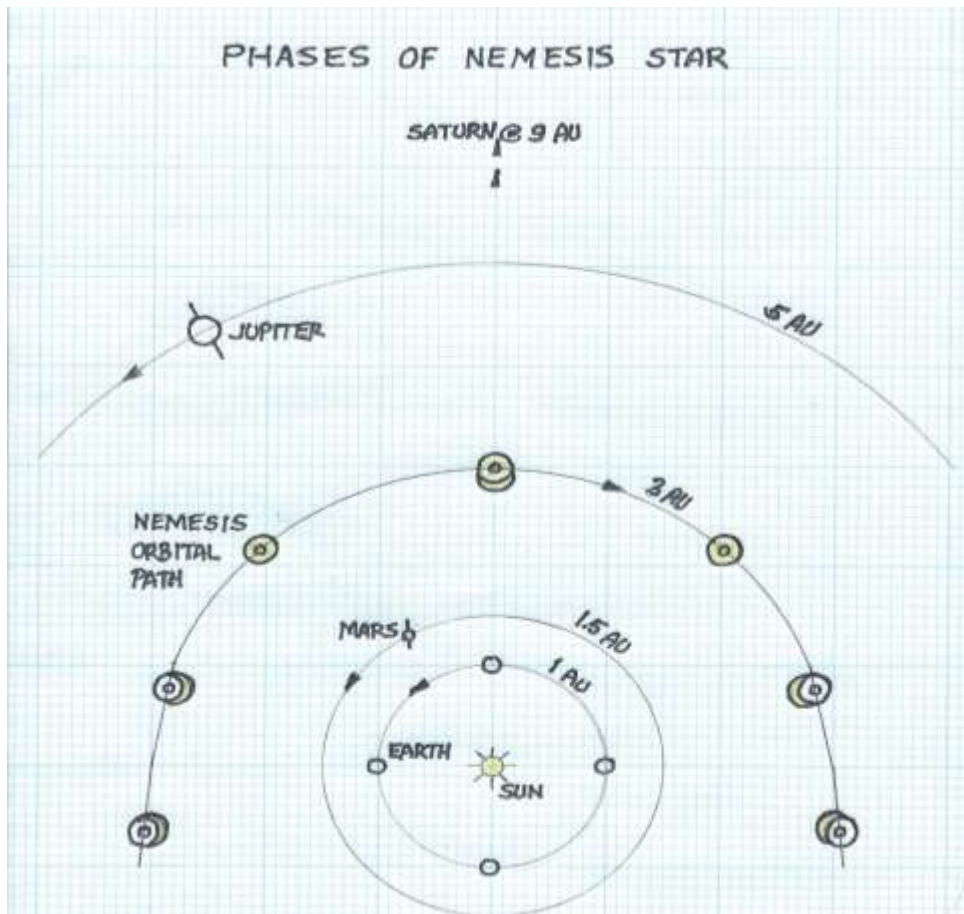 PHASES OF NEMESIS STAR
SATURN @ 9 AU
JUPITER
5 AU
3 AU
NEMESIS
ORBITAL
PATH
MARS
1.5 AU
1 AU
EARTH
SUN